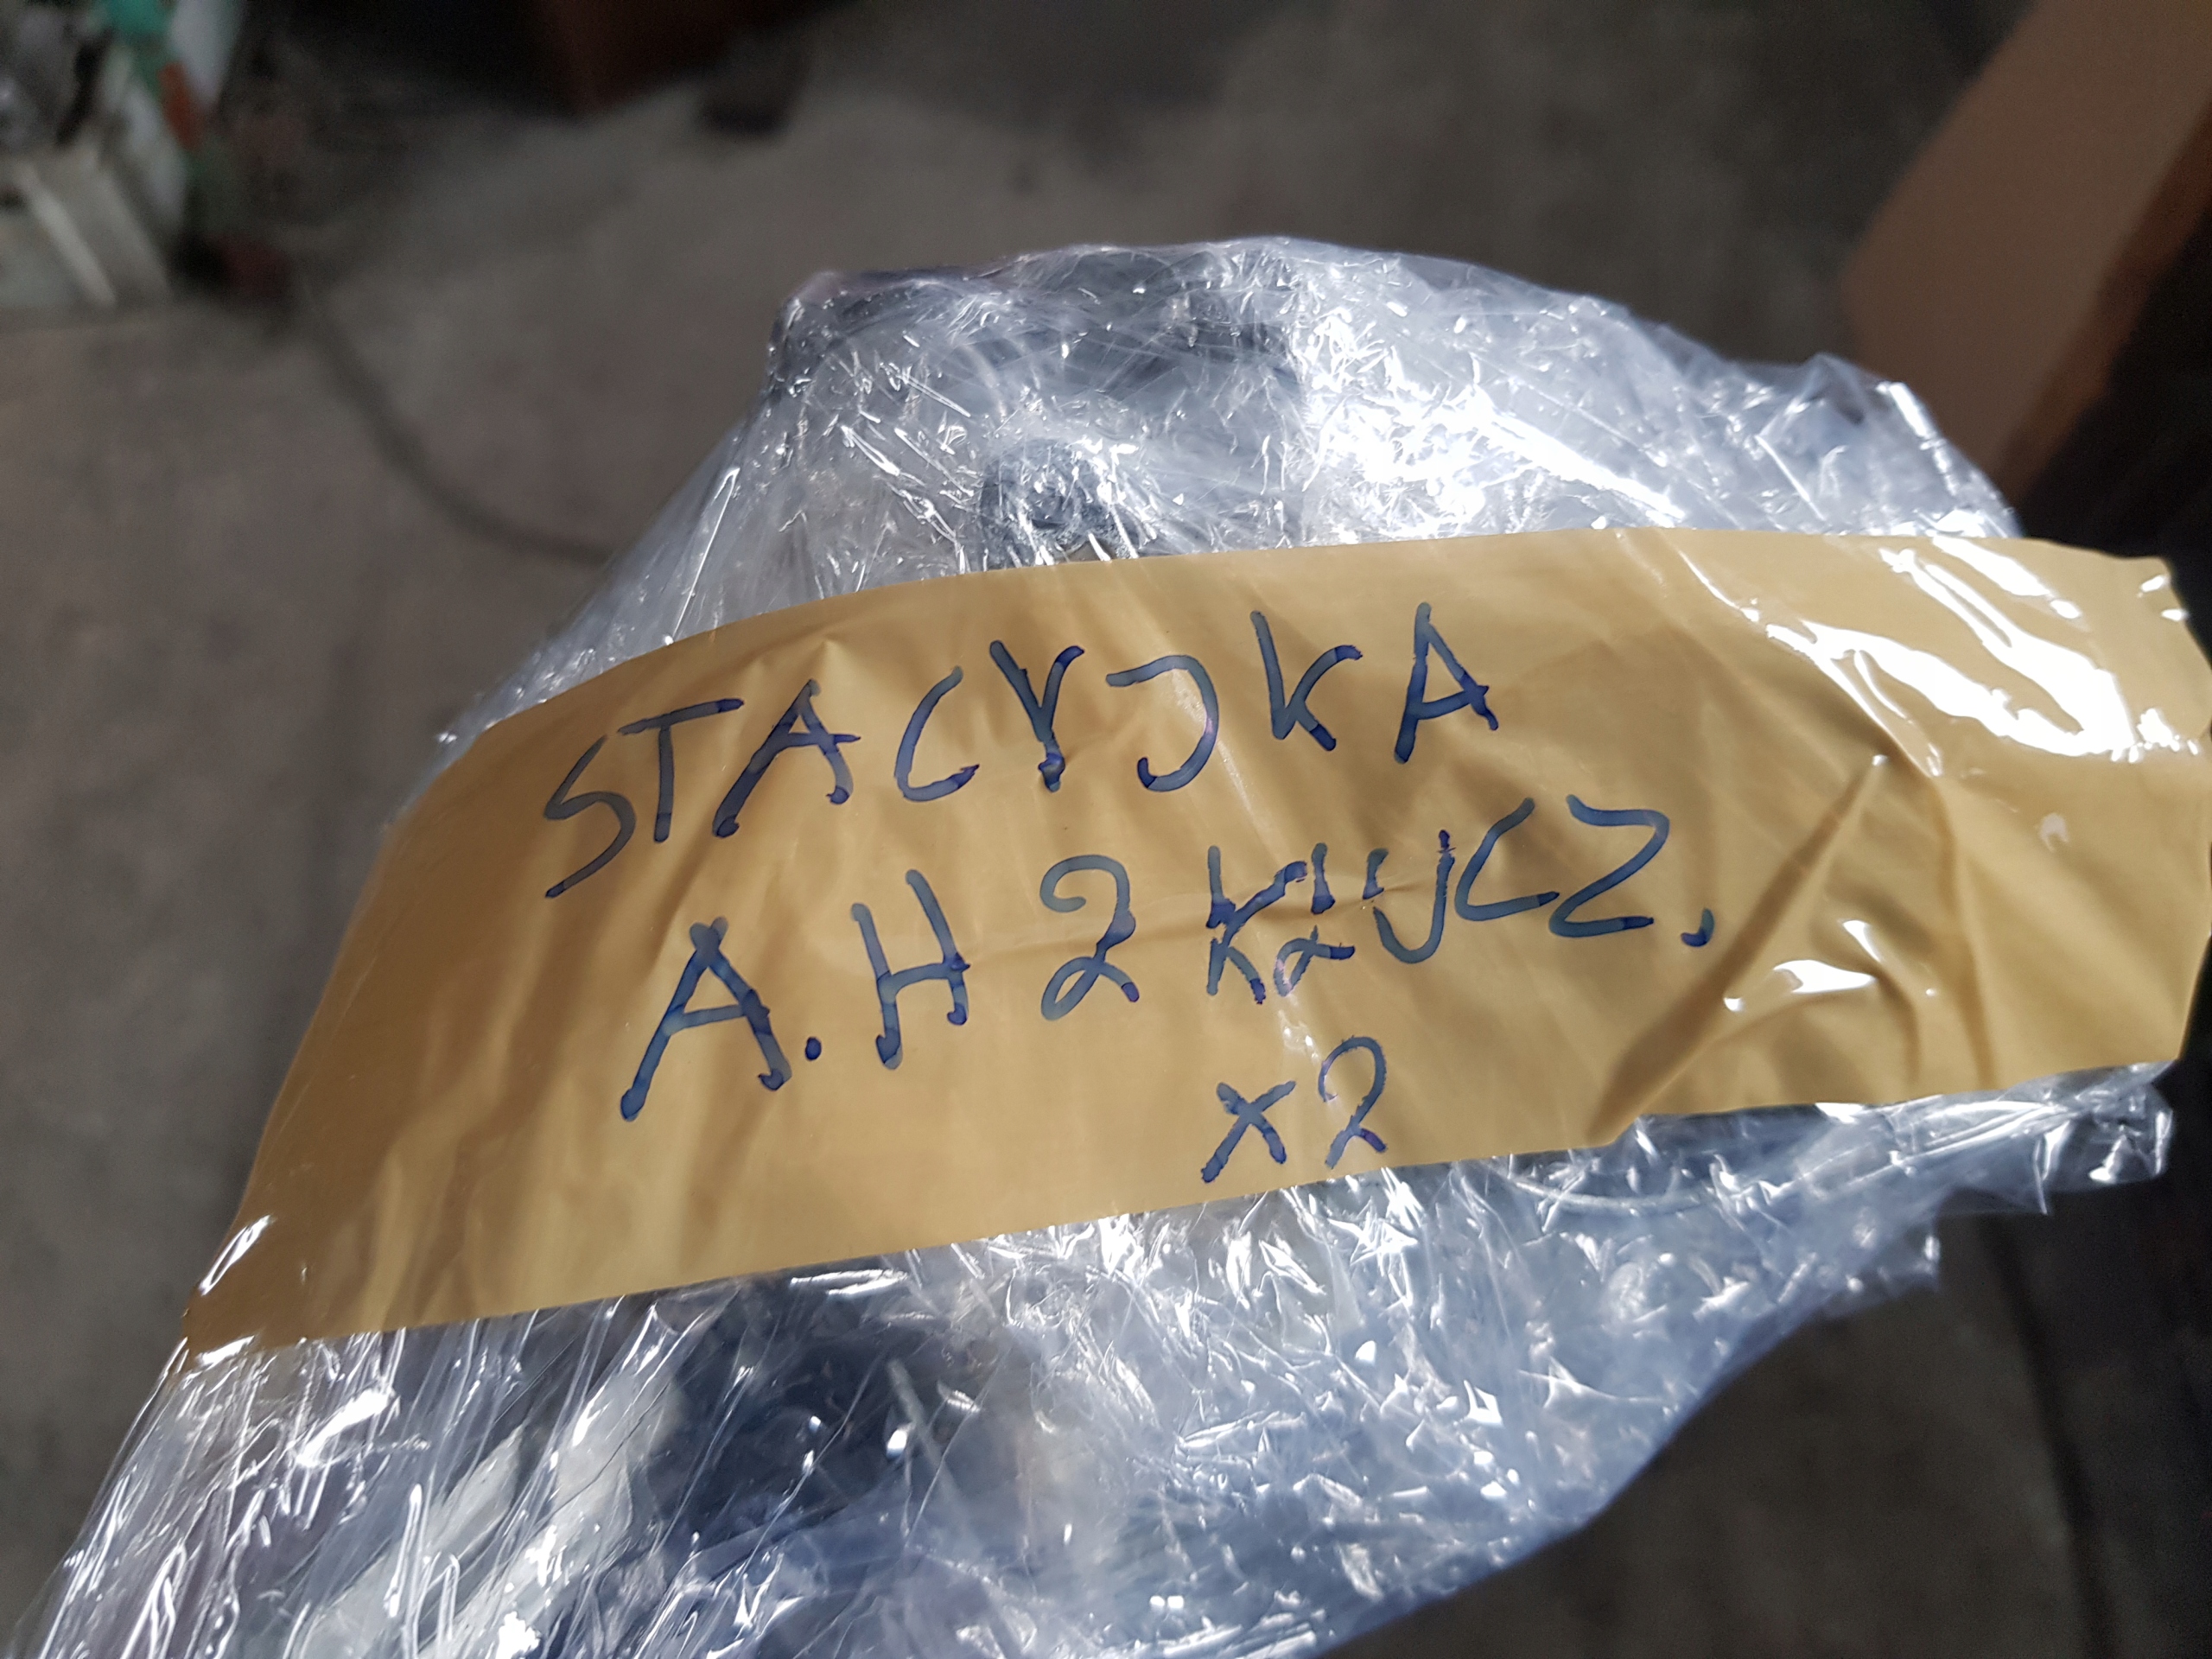 STACYJKA
A.H 2 KLUCZ.
x2